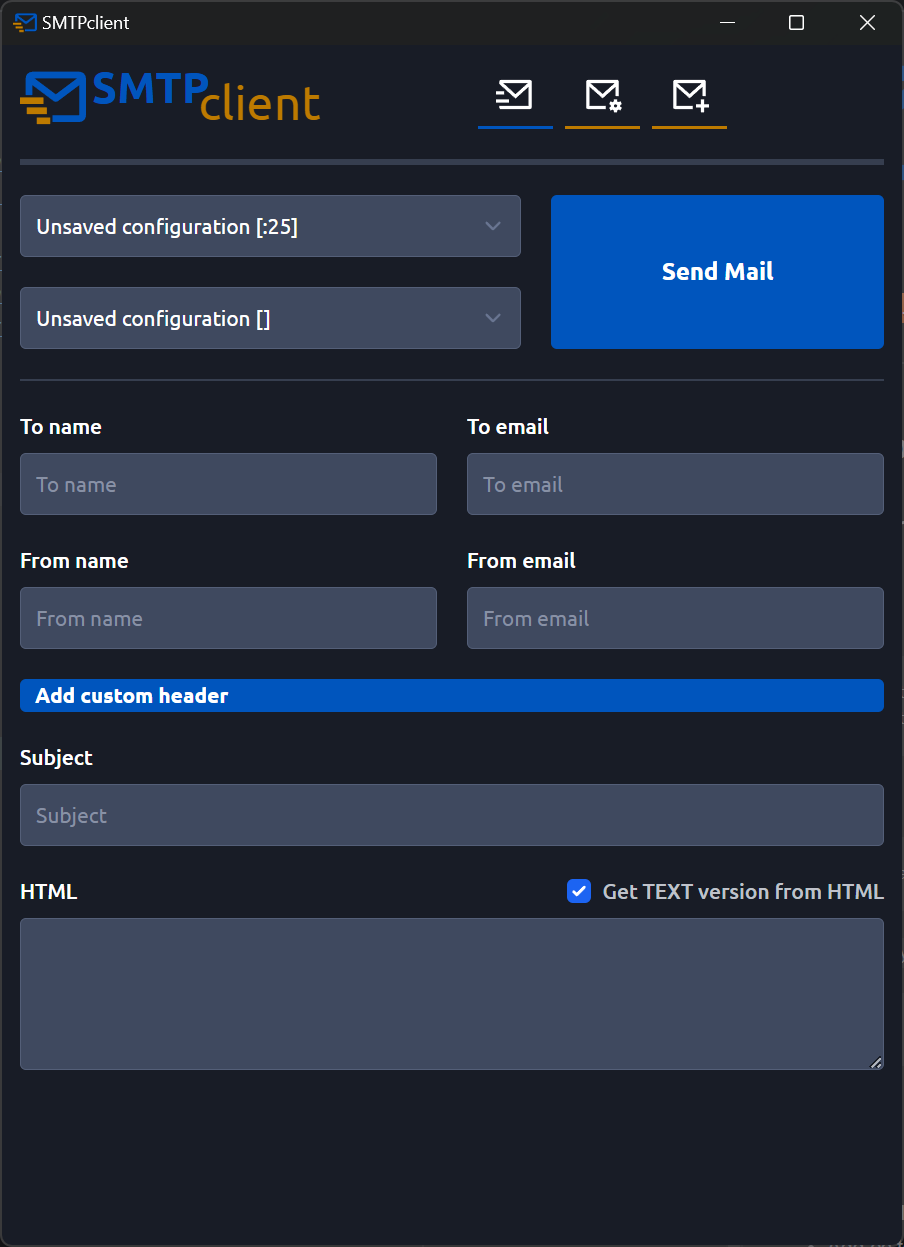 SMTPclient
SMTPclient
Unsaved configuration [:25]
Send Mail
Unsaved configuration []
To name
To email
To name
To email
From name
From email
From name
From email
Add custom header
Subject
Subject
HTML
Get TEXT version from HTML